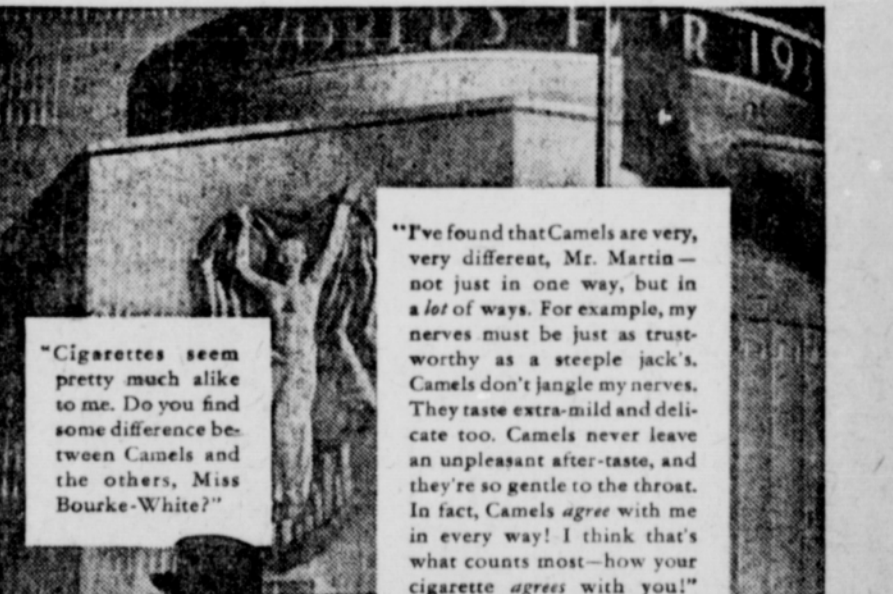 WORLD'S FAIR 193
"Cigarettes seem
pretty much alike
to me. Do you find
some difference be-
tween Camels and
the others, Miss
Bourke-White?"
"I've found that Camels are very,
very different, Mr. Martin—
not just in one way, but in
a lot of ways. For example, my
nerves must be just as trust-
worthy as a steeple jack's.
Camels don't jangle my nerves.
They taste extra-mild and deli-
cate too. Camels never leave
an unpleasant after-taste, and
they're so gentle to the throat.
In fact, Camels agree with me
in every way! I think that's
what counts most—how your
cigarette agrees with you!"